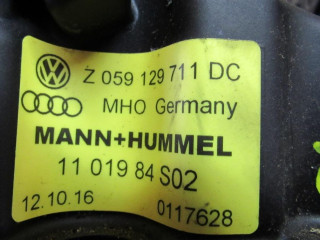 Z 059 129 711 DC
MHO Germany
MANN+HUMMEL
11 019 84 S02
12.10.16 0117628